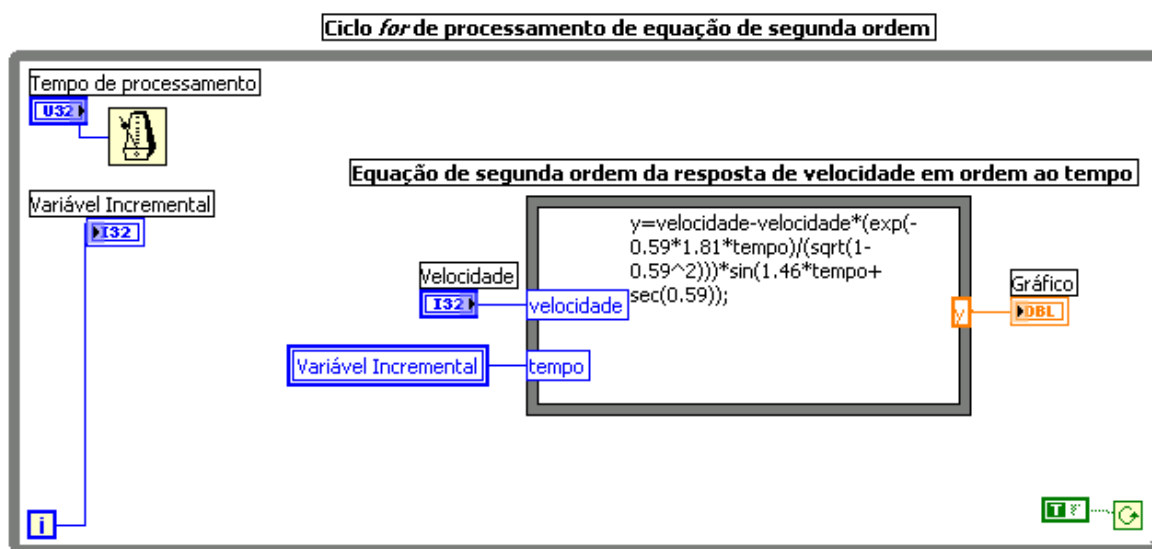 Ciclo for de processamento de equação de segunda ordem
Tempo de processamento
U32
Equação de segunda ordem da resposta de velocidade em ordem ao tempo
Variável Incremental
I32
y=velocidade-velocidade*(exp(-
0.59*1.81*tempo)/(sqrt(1-
0.59^2)))*sin(1.46*tempo+
sec(0.59));
Velocidade
I32
velocidade
Gráfico
y
DBL
Variável Incremental
tempo
i
T